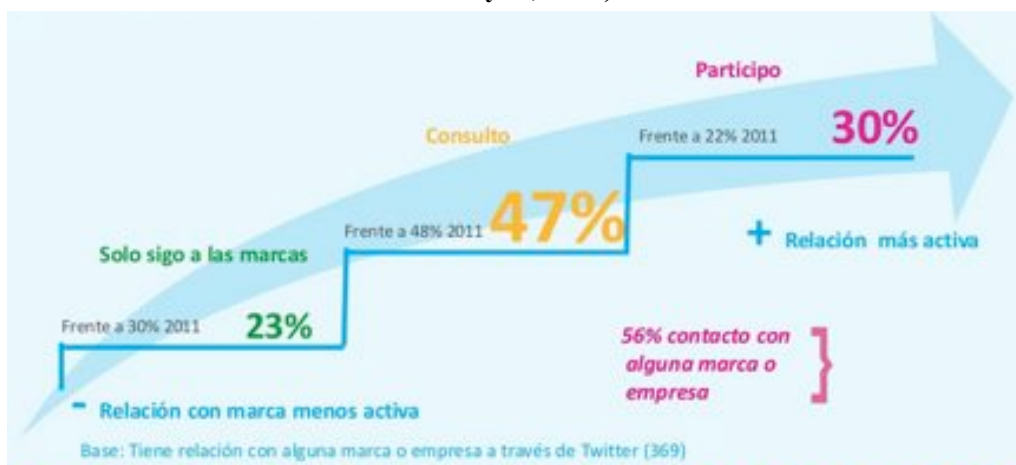 Participo
Frente a 22% 2011 30%
Consulto
Frente a 48% 2011 47%
+ Relación más activa
Solo sigo a las marcas
Frente a 30% 2011 23%
56% contacto con
alguna marca o
empresa
- Relación con marca menos activa
Base: Tiene relación con alguna marca o empresa a través de Twitter (369)